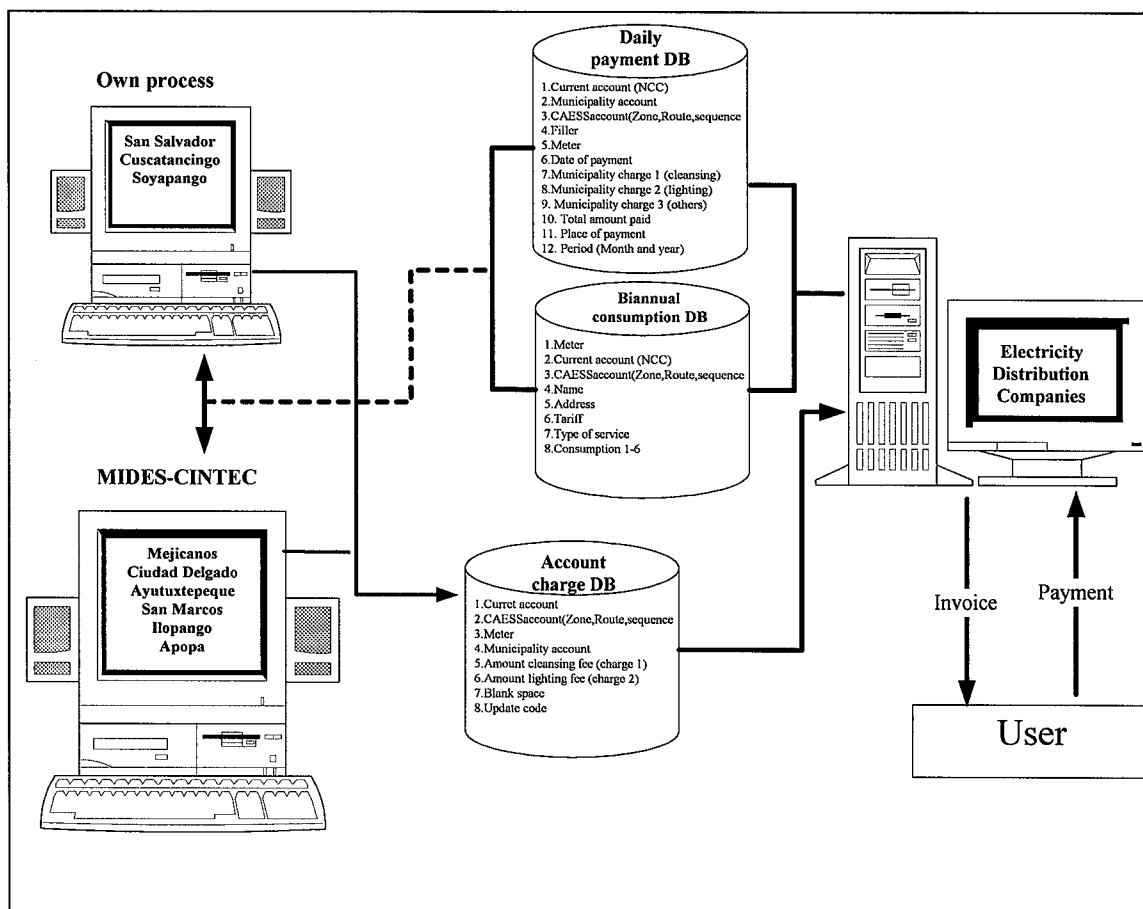 Own process
San Salvador
Cuscatancingo
Soyapango
MIDES-CINTEC
Mejicanos
Ciudad Delgado
Ayutuxtepeque
San Marcos
Ilopango
Apopa
Daily
payment DB
1.Current account (NCC)
2.Municipality account
3.CAESSaccount(Zone,Route,sequence
4.Filler
5.Meter
6.Date of payment
7.Municipality charge 1 (cleansing)
8.Municipality charge 2 (lighting)
9. Municipality charge 3 (others)
10. Total amount paid
11. Place of payment
12. Period (Month and year)
Biannual
consumption DB
1.Meter
2.Current account (NCC)
3.CAESSaccount(Zone,Route,sequence
4.Name
5.Address
6.Tariff
7.Type of service
8.Consumption 1-6
Account
charge DB
1.Curret account
2.CAESSaccount(Zone,Route,sequence
3.Meter
4.Municipality account
5.Amount cleansing fee (charge 1)
6.Amount lighting fee (charge 2)
7.Blank space
8.Update code
Electricity
Distribution
Companies
Invoice
Payment
User